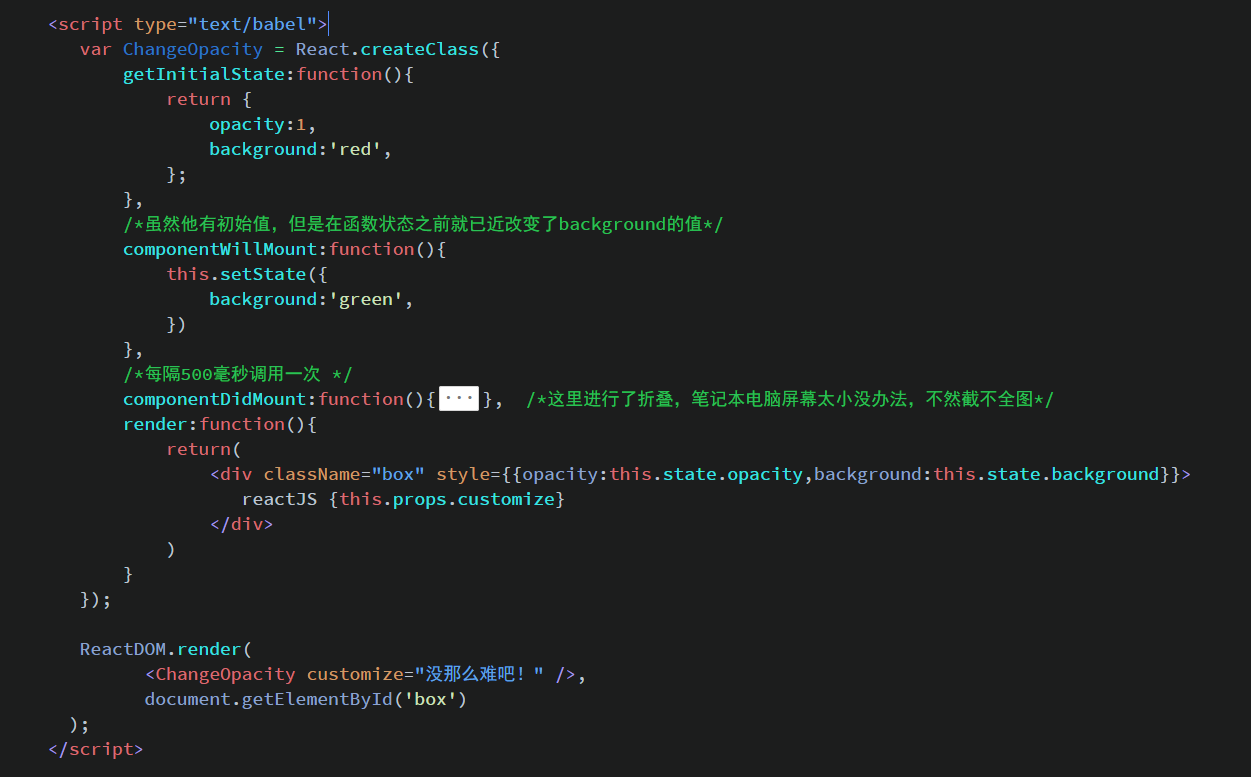 <script type="text/babel">
var ChangeOpacity = React.createClass({
getInitialState:function(){
return {
opacity:1,
background:'red',
};
},
/*虽然他有初始值，但是在函数状态之前就已近改变了background的值*/
componentWillMount:function(){
this.setState({
background:'green',
})
},
/*每隔500毫秒调用一次 */
componentDidMount:function(){···}, /*这里进行了折叠，笔记本电脑屏幕太小没办法，不然截不全图*/
render:function(){
return(
<div className="box" style={{opacity:this.state.opacity,background:this.state.background}}>
reactJS {this.props.customize}
</div>
)
}
});
ReactDOM.render(
<ChangeOpacity customize="没那么难吧！" />,
document.getElementById('box')
);
</script>